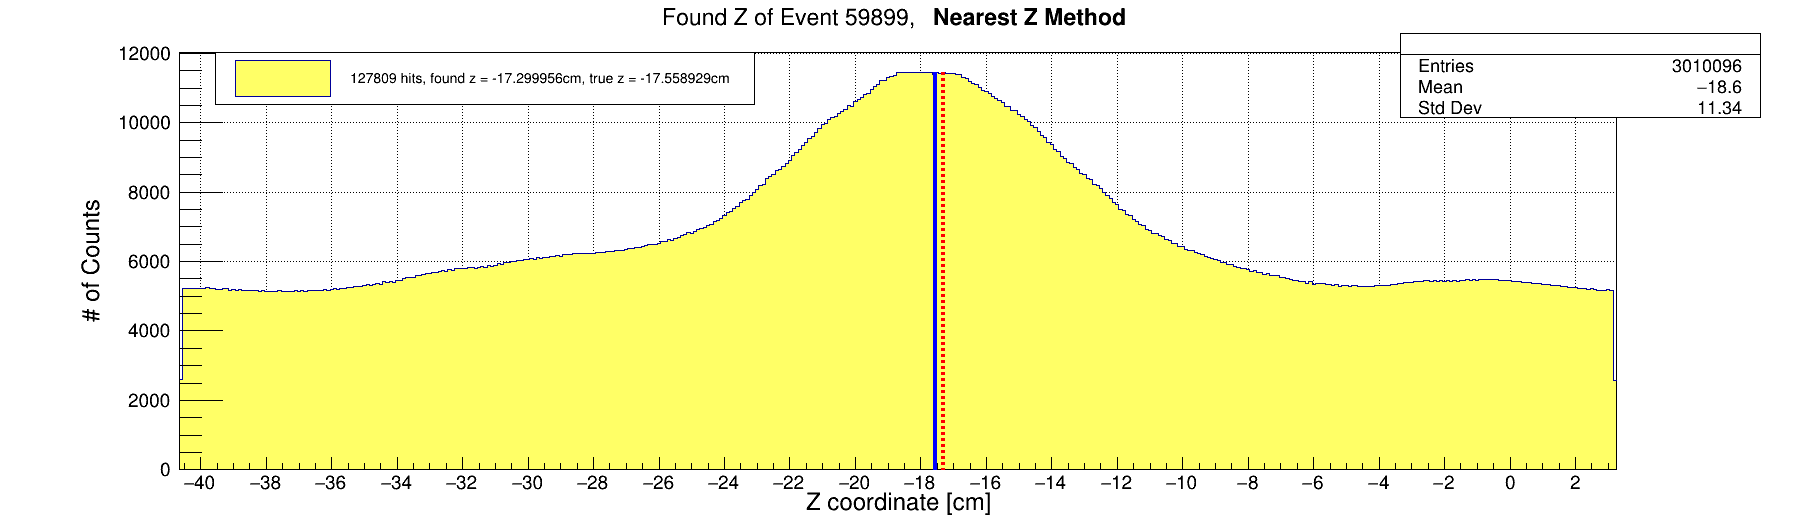 Found Z of Event 59899, Nearest Z Method
127809 hits, found z = -17.299956cm, true z = -17.558929cm
Entries 3010096
Mean −18.6
Std Dev 11.34
12000
10000
8000
6000
4000
2000
0
# of Counts
−40 −38 −36 −34 −32 −30 −28 −26 −24 −22 −20 −18 −16 −14 −12 −10 −8 −6 −4 −2 0 2
Z coordinate [cm]